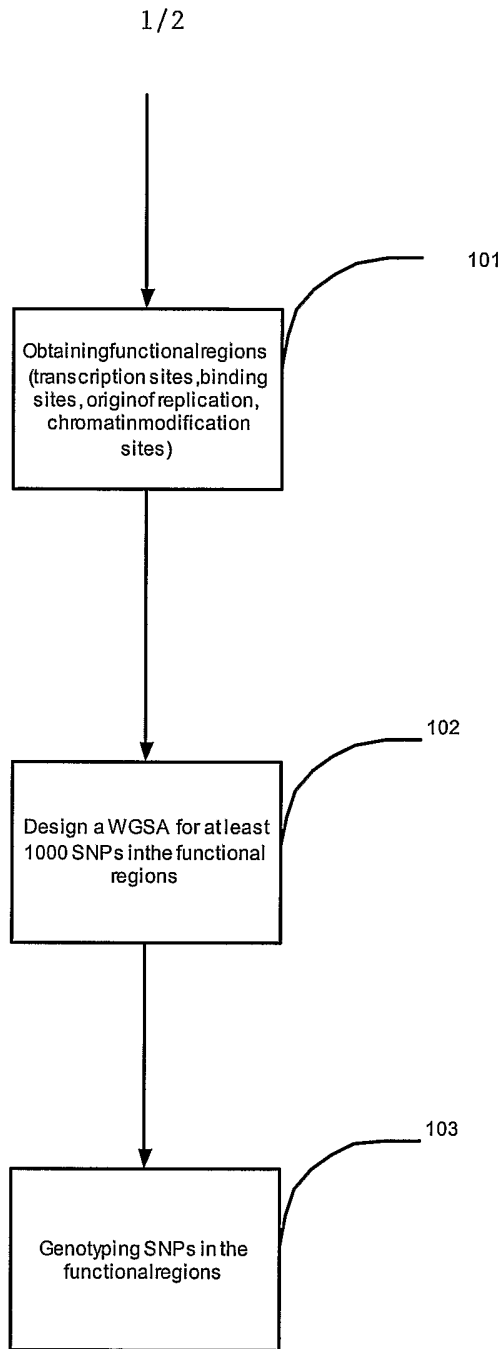 1/2
101
Obtainingfunctionalregions
(transcription sites,binding
sites, originof replication,
chromatinmodification
sites)
102
Design a WGSA for at least
1000 SNPs inthe functional
regions
103
Genotyping SNPs in the
functionalregions